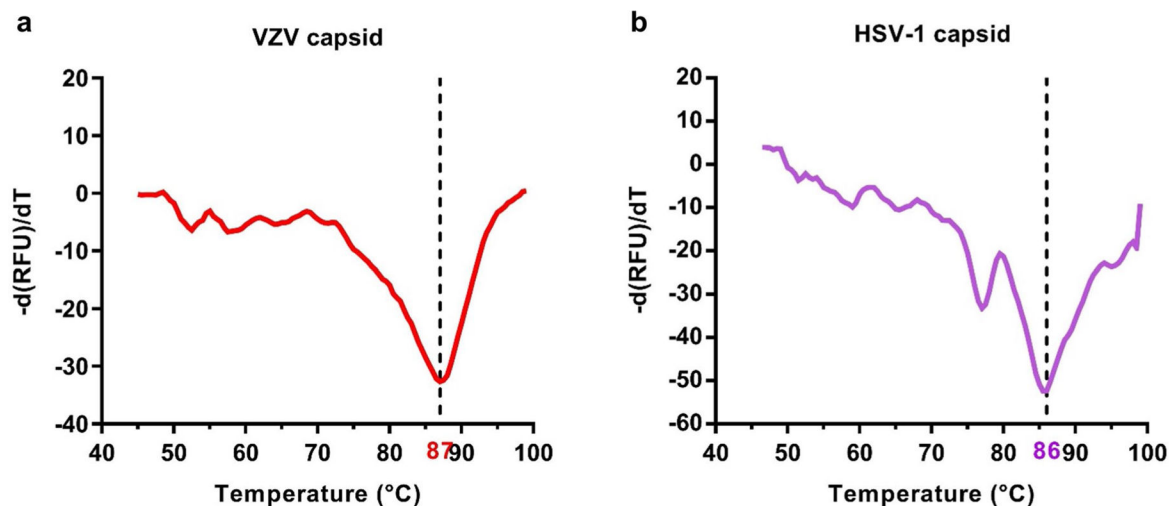 a
VZV capsid
20
10
0
-10
-20
-30
-40
-d(RFU)/dT
40 50 60 70 80 87 90 100
Temperature (°C)
b
HSV-1 capsid
20
10
0
-10
-20
-30
-40
-50
-60
-d(RFU)/dT
40 50 60 70 80 86 90 100
Temperature (°C)